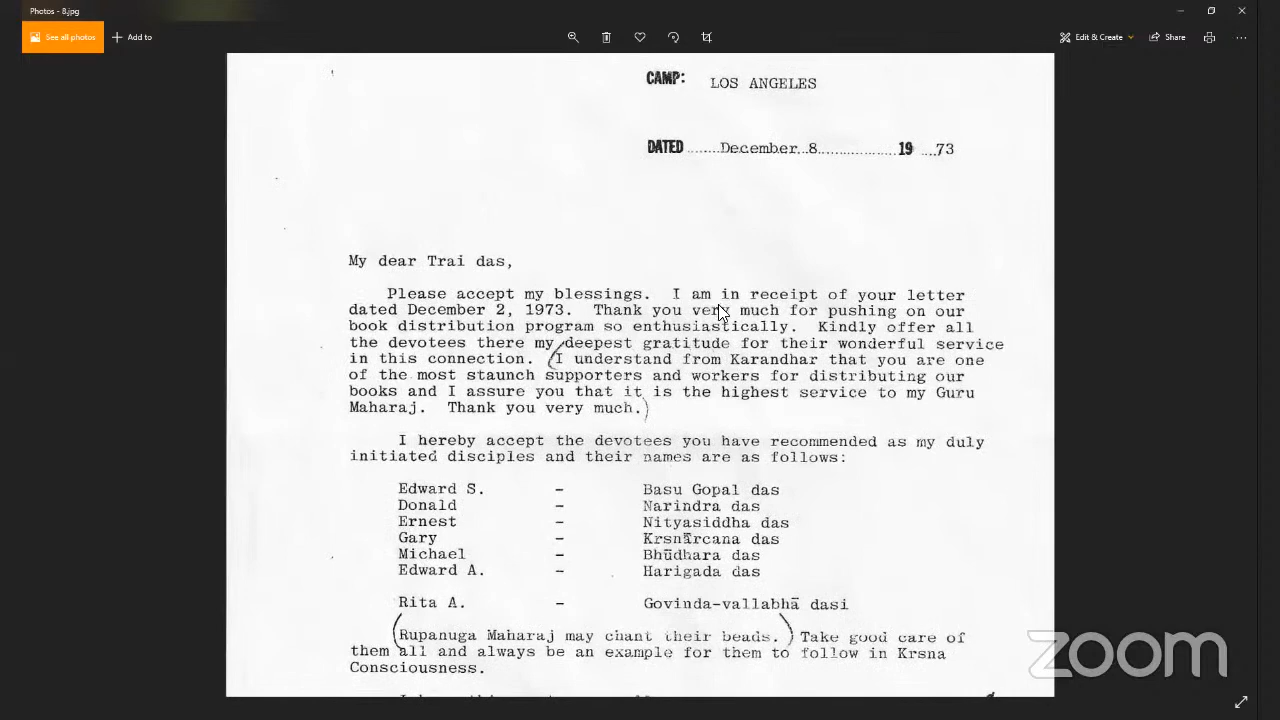 Photos - 8.jpg
See all photos
Add to
Edit & Create
Share
CAMP: LOS ANGELES
DATED ......December 8................ 19 ...73
My dear Trai das,
Please accept my blessings. I am in receipt of your letter
dated December 2, 1973. Thank you very much for pushing on our
book distribution program so enthusiastically. Kindly offer all
the devotees there my deepest gratitude for their wonderful service
in this connection. (I understand from Karandhar that you are one
of the most staunch supporters and workers for distributing our
books and I assure you that it is the highest service to my Guru
Maharaj. Thank you very much.)
I hereby accept the devotees you have recommended as my duly
initiated disciples and their names are as follows:
Edward S. - Basu Gopal das
Donald - Narindra das
Ernest - Nityasiddha das
Gary - Krsnārcana das
Michael - Bhūdhara das
Edward A. - Harigada das
Rita A. - Govinda-vallabhā dasi
(Rupanuga Maharaj may chant their beads.) Take good care of
them all and always be an example for them to follow in Krsna
Consciousness.
zoom